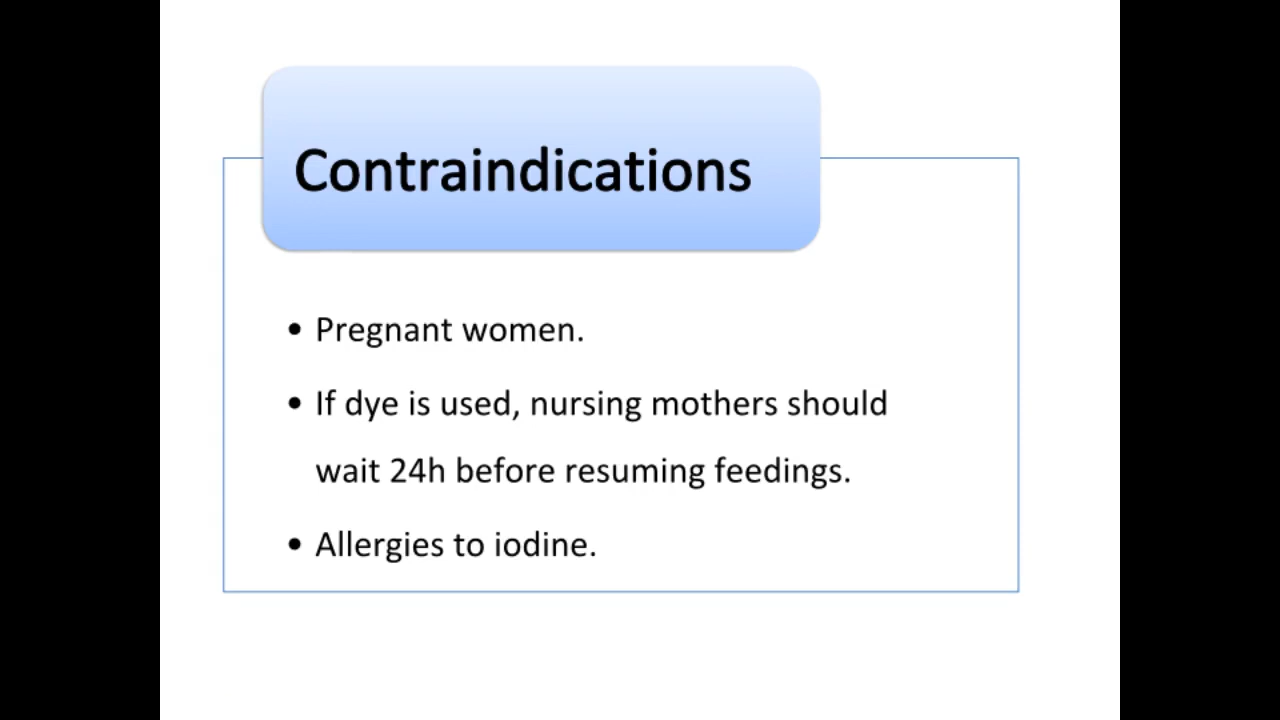 Contraindications
• Pregnant women.
• If dye is used, nursing mothers should
wait 24h before resuming feedings.
• Allergies to iodine.